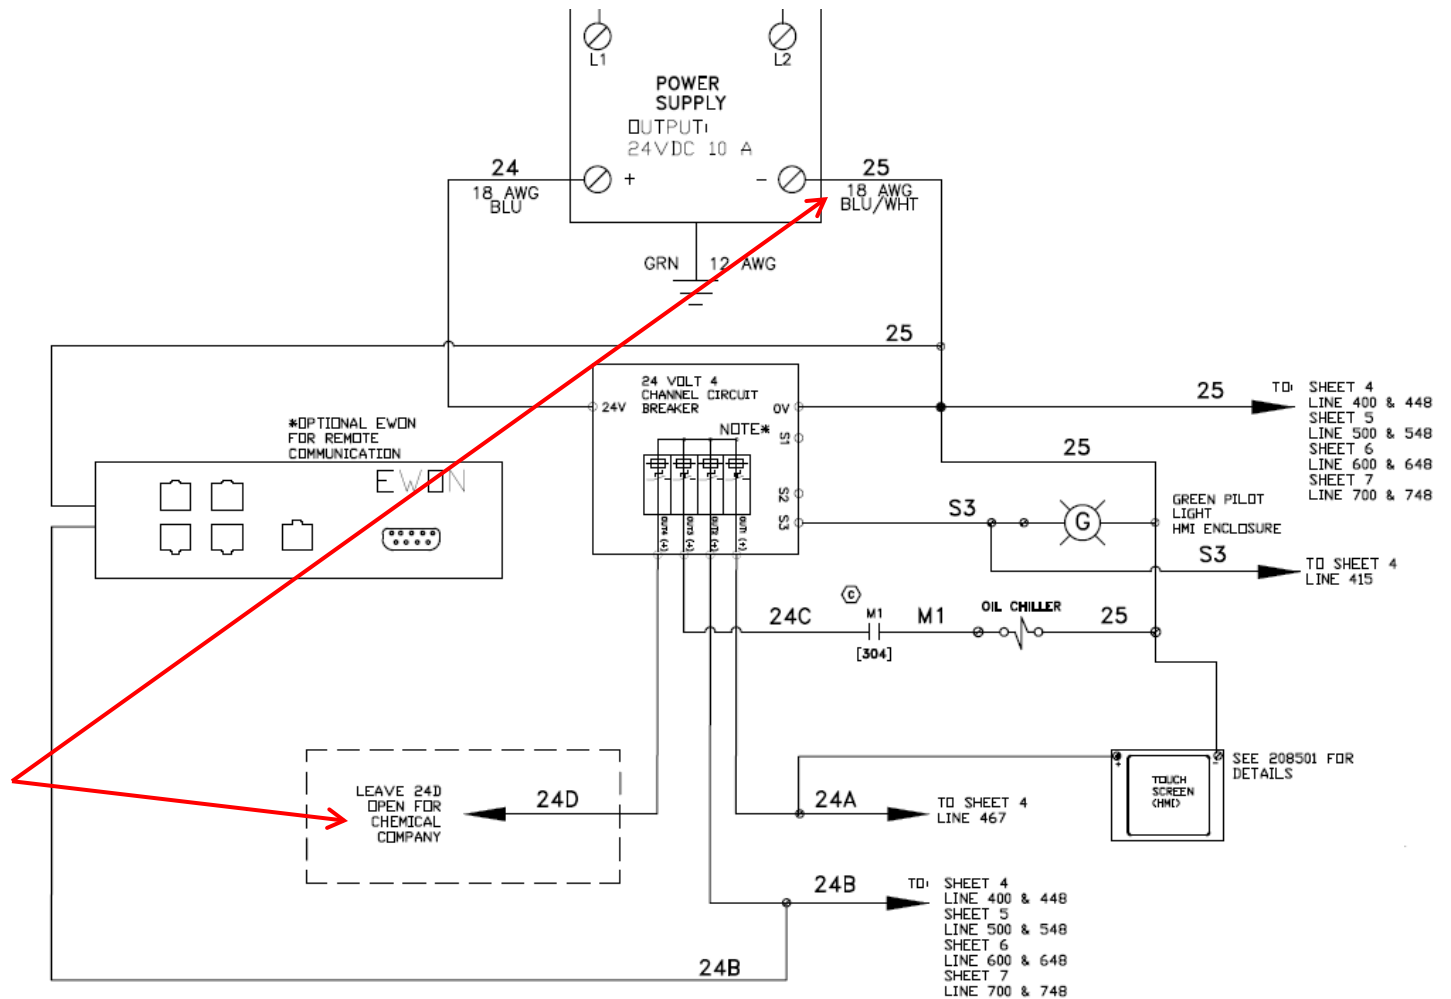 L1
L2
POWER
SUPPLY
OUTPUT:
24VDC 10 A
24
18 AWG
BLU
+
-
25
18 AWG
BLU/WHT
GRN
12 AWG
25
24 VOLT 4
CHANNEL CIRCUIT
BREAKER
24V
0V
NOTE*
S1
S2
S3
OUT4 (+)
OUT3 (+)
OUT2 (+)
OUT1 (+)
*OPTIONAL EWON
FOR REMOTE
COMMUNICATION
EWON
25
TO:
SHEET 4
LINE 400 & 448
SHEET 5
LINE 500 & 548
SHEET 6
LINE 600 & 648
SHEET 7
LINE 700 & 748
25
S3
G
GREEN PILOT
LIGHT
HMI ENCLOSURE
S3
TO SHEET 4
LINE 415
24C
C
M1
[304]
M1
OIL CHILLER
25
+
-
TOUCH
SCREEN
(HMI)
SEE 208501 FOR
DETAILS
LEAVE 24D
OPEN FOR
CHEMICAL
COMPANY
24D
24A
TO SHEET 4
LINE 467
24B
TO:
SHEET 4
LINE 400 & 448
SHEET 5
LINE 500 & 548
SHEET 6
LINE 600 & 648
SHEET 7
LINE 700 & 748
24B